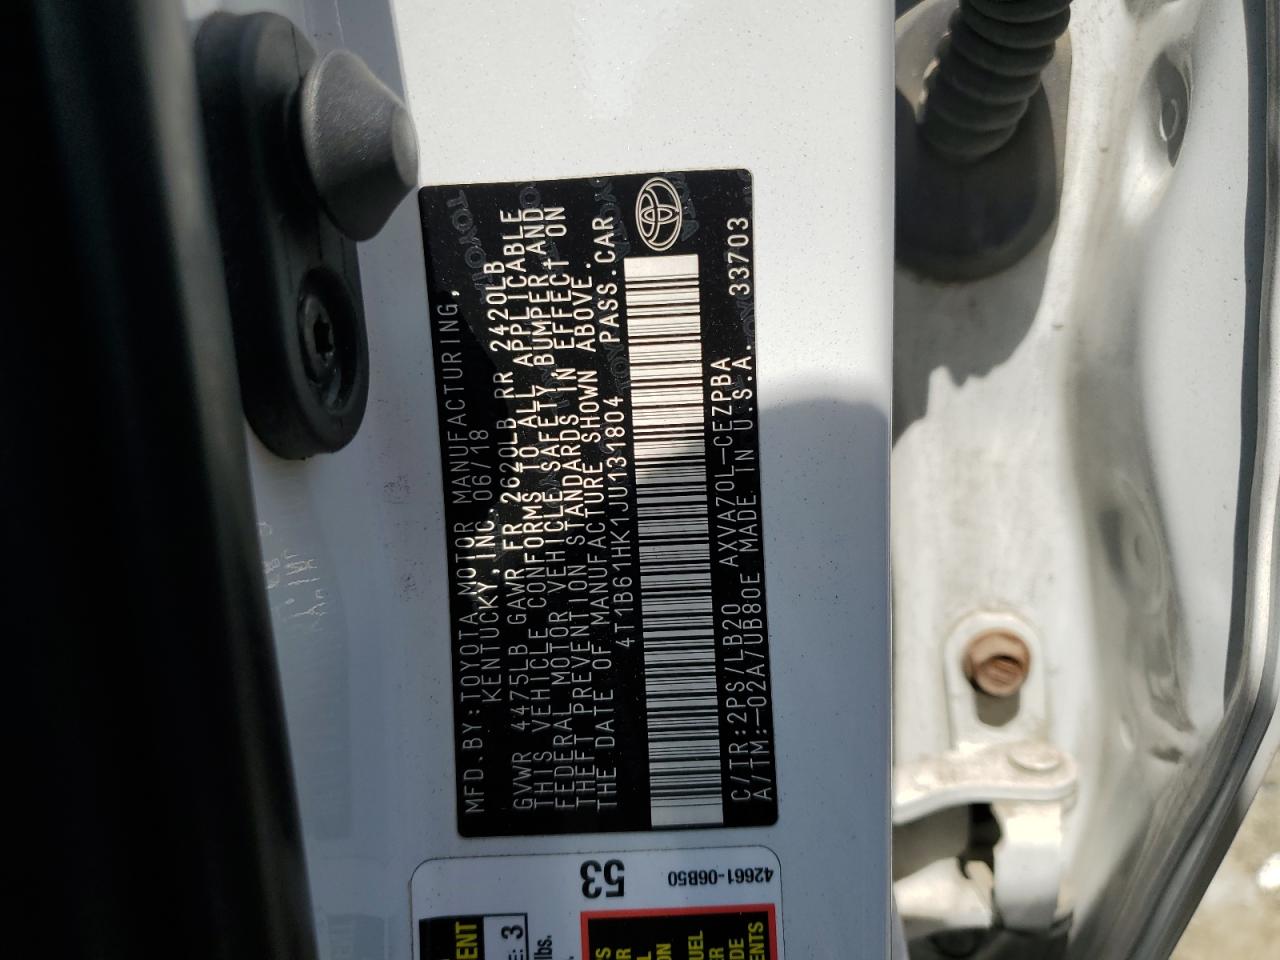 MFD.BY:TOYOTA MOTOR MANUFACTURING,
KENTUCKY,INC. 06/18
GVWR 4475LB GAWR FR 2620LB RR 2420LB
THIS VEHICLE CONFORMS TO ALL APPLICABLE
FEDERAL MOTOR VEHICLE SAFETY,BUMPER,AND
THEFT PREVENTION STANDARDS IN EFFECT ON
THE DATE OF MANUFACTURE SHOWN ABOVE.
4T1B61HK1JU131804 PASS.CAR
C/TR:2PS/LB20 AXVA70L-CEZPBA 33703
A/TM:-02A/UB80E MADE IN U.S.A.
53
42661-06B50
ENT
E: 3
lbs.